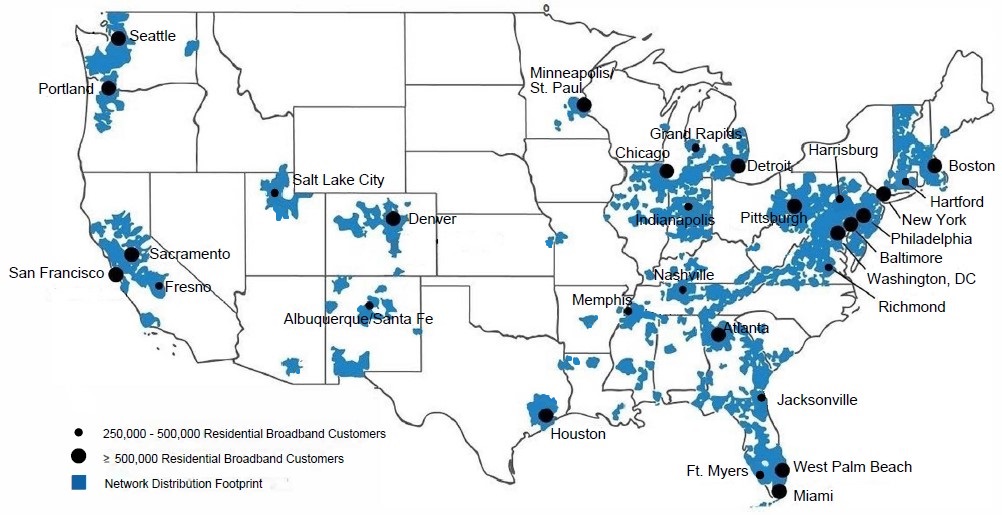 Seattle
Portland
Minneapolis/
St. Paul
Grand Rapids
Chicago
Detroit
Harrisburg
Boston
Hartford
New York
Philadelphia
Baltimore
Washington, DC
Richmond
Pittsburgh
Indianapolis
Salt Lake City
Denver
Sacramento
San Francisco
Fresno
Albuquerque/Santa Fe
Nashville
Memphis
Atlanta
Jacksonville
Houston
Ft. Myers
West Palm Beach
Miami
250,000 - 500,000 Residential Broadband Customers
≥ 500,000 Residential Broadband Customers
Network Distribution Footprint